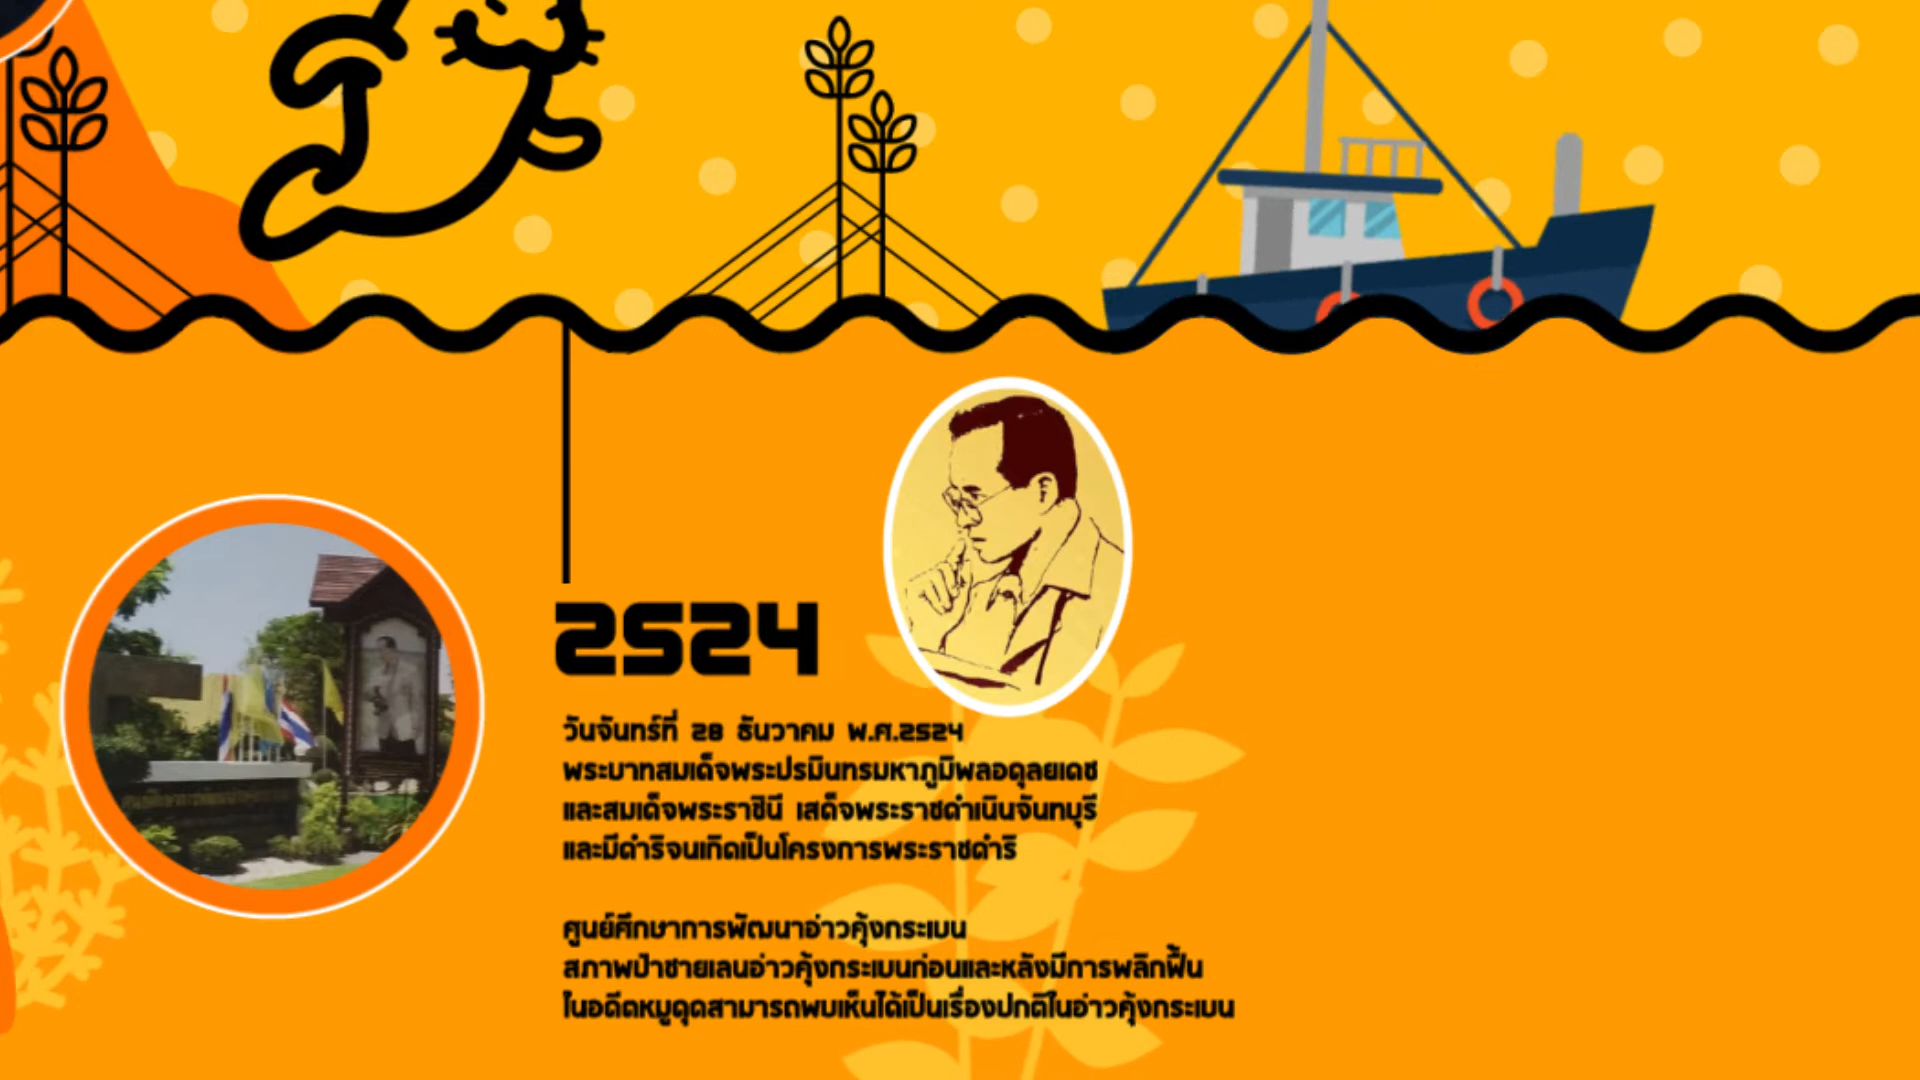 2524
วันจันทร์ที่ 28 ธันวาคม พ.ศ.2524
พระบาทสมเด็จพระปรมินทรมหาภูมิพลอดุลยเดช
และสมเด็จพระราชินี เสด็จพระราชดำเนินจันทบุรี
และมีดำริจนเกิดเป็นโครงการพระราชดำริ
ศูนย์ศึกษาการพัฒนาอ่าวคุ้งกระเบน
สภาพป่าชายเลนอ่าวคุ้งกระเบนก่อนและหลังมีการพลิกฟื้น
ในอดีตหมูดุดสามารถพบเห็นได้เป็นเรื่องปกติในอ่าวคุ้งกระเบน